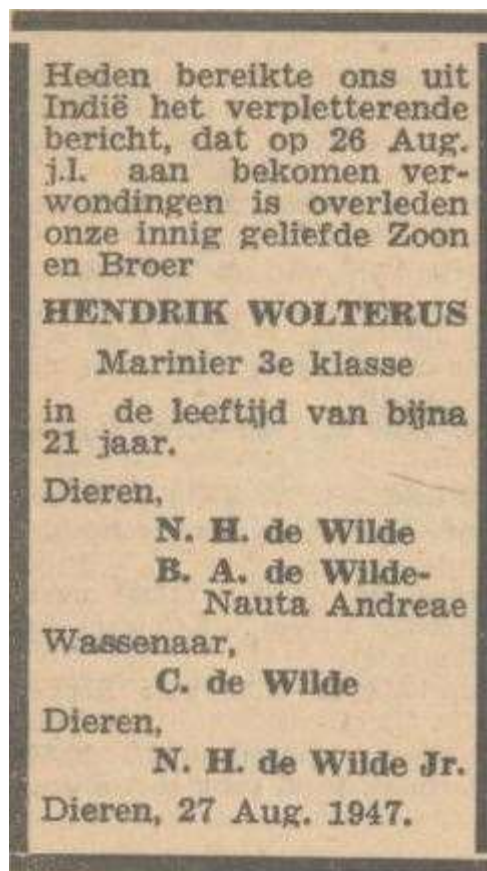 Heden bereikte ons uit
Indië het verpletterende
bericht, dat op 26 Aug.
j.l. aan bekomen ver-
wondingen is overleden
onze innig geliefde Zoon
en Broer
HENDRIK WOLTERUS
Marinier 3e klasse
in de leeftijd van bijna
21 jaar.
Dieren,
N. H. de Wilde
B. A. de Wilde-
Nauta Andreae
Wassenaar,
C. de Wilde
Dieren,
N. H. de Wilde Jr.
Dieren, 27 Aug. 1947.